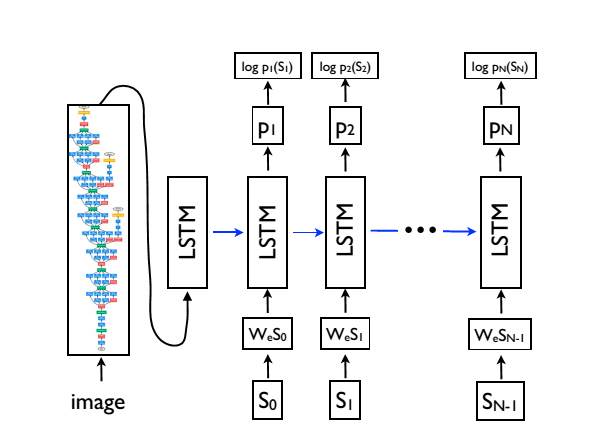 log p1(S1) log p2(S2) log pN(SN)
p1 p2 pN
LSTM LSTM LSTM LSTM
WeS0 WeS1 WeSN-1
S0 S1 SN-1
image